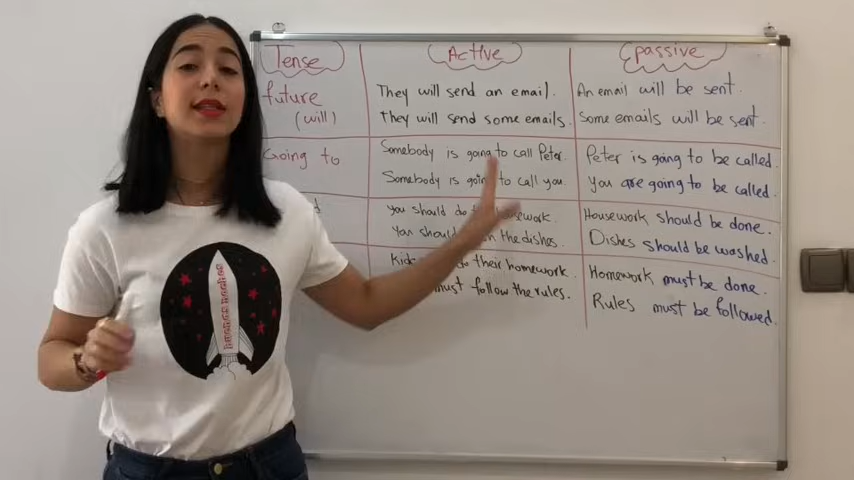 Tense Active passive
future They will send an email. An email will be sent.
(will) they will send some emails. Some emails will be sent.
Going to Somebody is going to call Peter. Peter is going to be called.
Somebody is going to call you. You are going to be called.
you should do housework. Housework should be done.
You should the dishes. Dishes should be washed.
do their homework. Homework must be done.
must follow the rules. Rules must be followed.